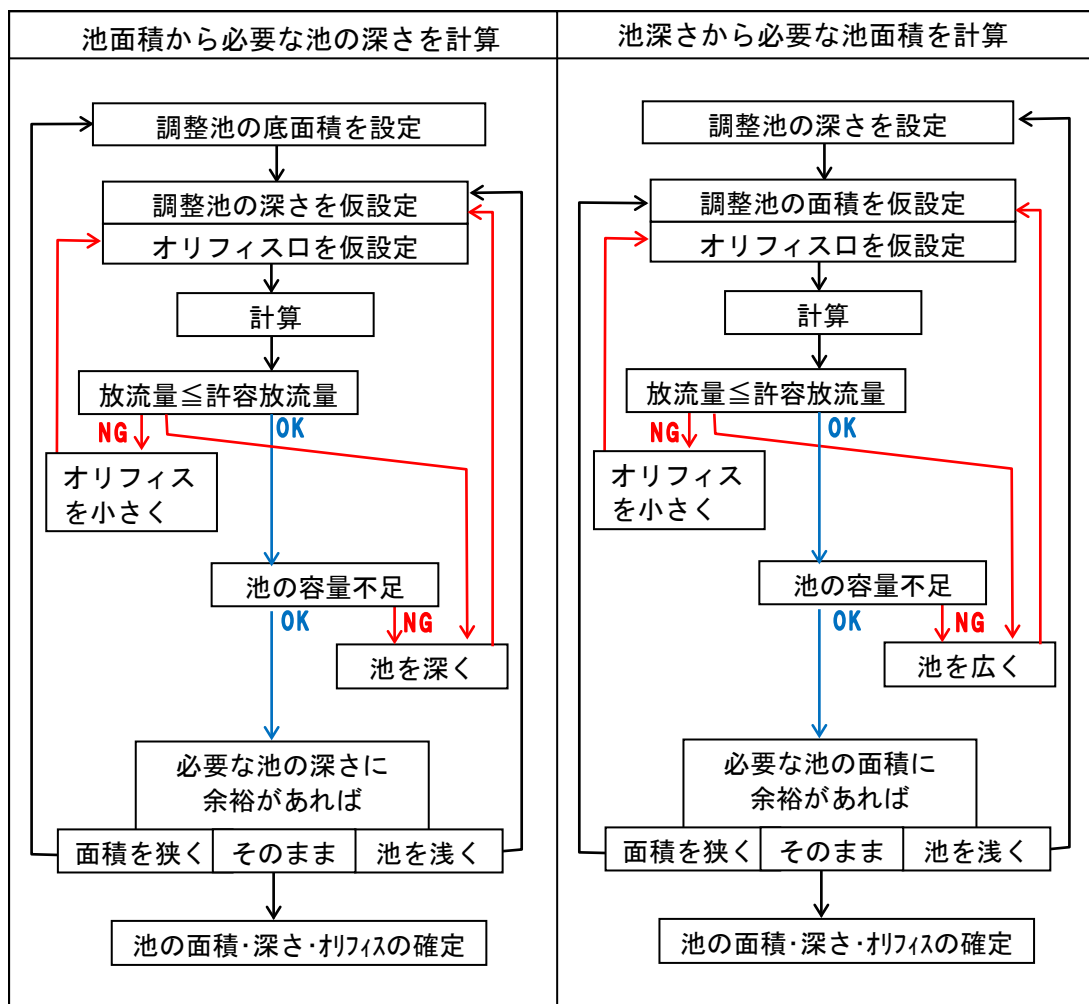 池面積から必要な池の深さを計算
調整池の底面積を設定
調整池の深さを仮設定
オリフィス口を仮設定
計算
放流量≦許容放流量
NG
OK
オリフィス
を小さく
池の容量不足
OK
NG
池を深く
必要な池の深さに
余裕があれば
面積を狭く
そのまま
池を浅く
池の面積･深さ･ｵﾘﾌｨｽの確定
池深さから必要な池面積を計算
調整池の深さを設定
調整池の面積を仮設定
オリフィス口を仮設定
計算
放流量≦許容放流量
NG
OK
オリフィス
を小さく
池の容量不足
OK
NG
池を広く
必要な池の面積に
余裕があれば
面積を狭く
そのまま
池を浅く
池の面積･深さ･ｵﾘﾌｨｽの確定